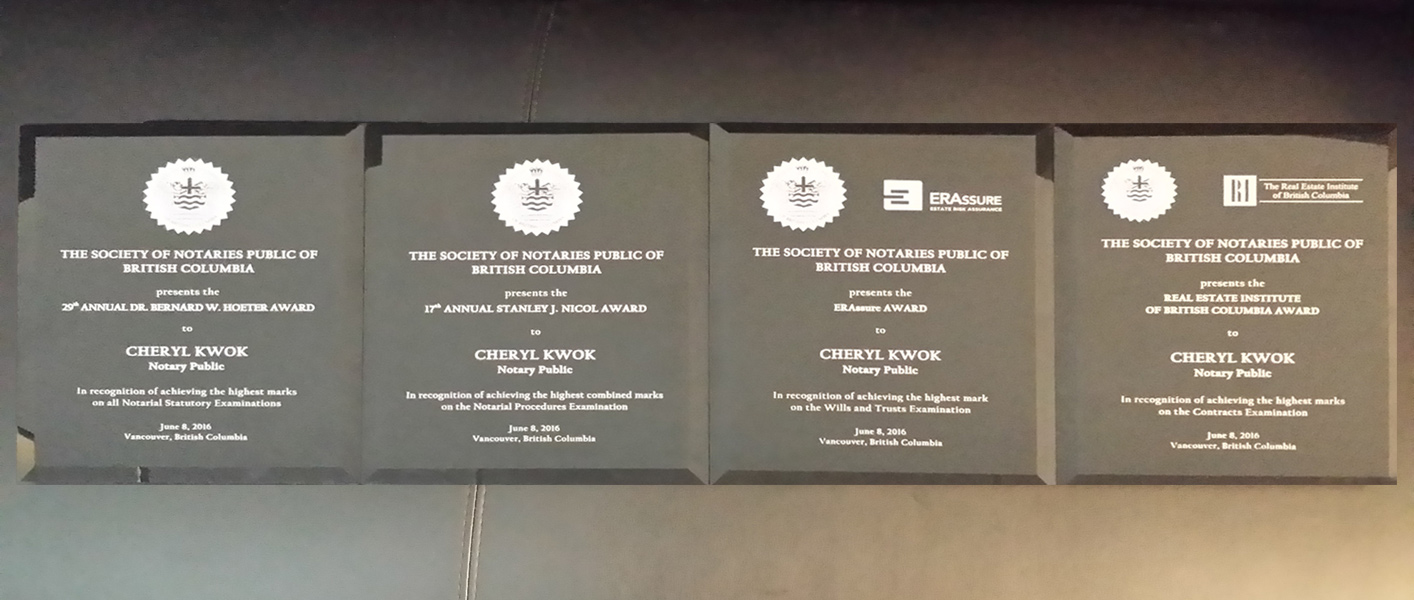 THE SOCIETY OF NOTARIES PUBLIC OF
BRITISH COLUMBIA
presents the
29th ANNUAL DR. BERNARD W. HOETER AWARD
to
CHERYL KWOK
Notary Public
In recognition of achieving the highest marks
on all Notarial Statutory Examinations
June 8, 2016
Vancouver, British Columbia
THE SOCIETY OF NOTARIES PUBLIC OF
BRITISH COLUMBIA
presents the
17th ANNUAL STANLEY J. NICOL AWARD
to
CHERYL KWOK
Notary Public
In recognition of achieving the highest combined marks
on the Notarial Procedures Examination
June 8, 2016
Vancouver, British Columbia
ERASSURE
ESTATE RISK ASSURANCE
THE SOCIETY OF NOTARIES PUBLIC OF
BRITISH COLUMBIA
presents the
ERAssure AWARD
to
CHERYL KWOK
Notary Public
In recognition of achieving the highest mark
on the Wills and Trusts Examination
June 8, 2016
Vancouver, British Columbia
The Real Estate Institute
of British Columbia
THE SOCIETY OF NOTARIES PUBLIC OF
BRITISH COLUMBIA
presents the
REAL ESTATE INSTITUTE
OF BRITISH COLUMBIA AWARD
to
CHERYL KWOK
Notary Public
In recognition of achieving the highest marks
on the Contracts Examination
June 8, 2016
Vancouver, British Columbia